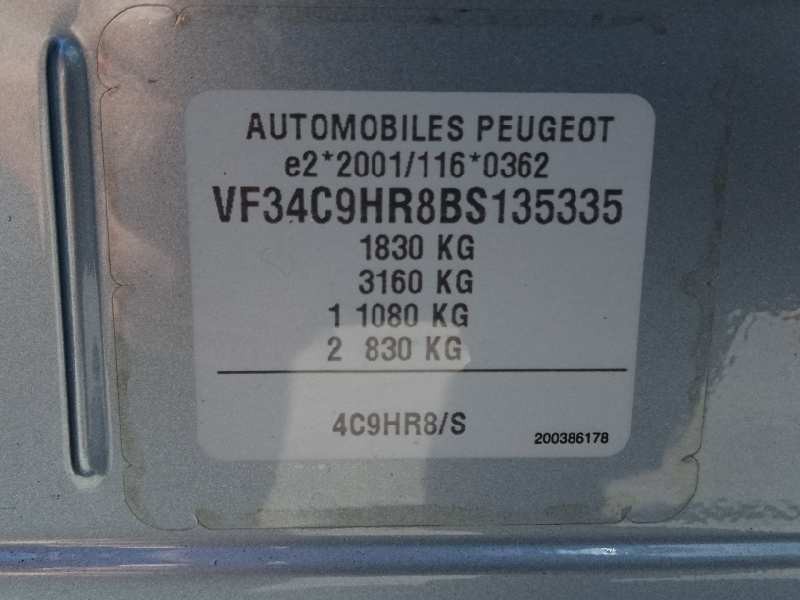 AUTOMOBILES PEUGEOT
e2*2001/116*0362
VF34C9HR8BS135335
1830 KG
3160 KG
1 1080 KG
2 830 KG
4C9HR8/S
200386178